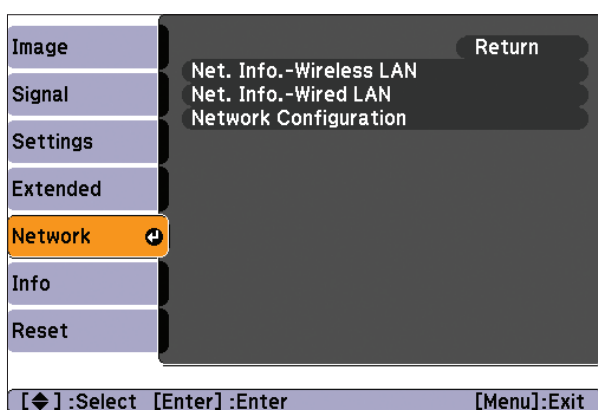 Image
Signal
Settings
Extended
Network
Info
Reset
Return
Net. Info.-Wireless LAN
Net. Info.-Wired LAN
Network Configuration
[◆] :Select [Enter] :Enter [Menu]:Exit